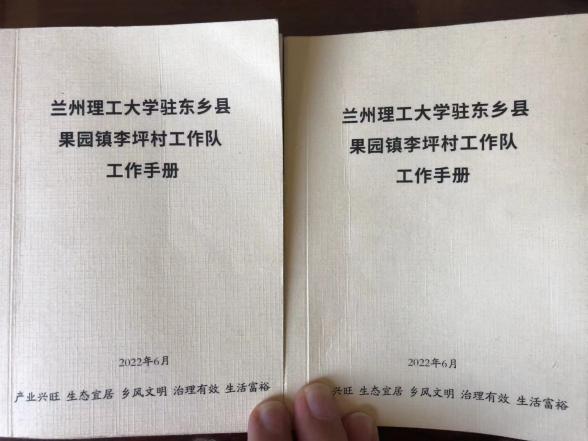 兰州理工大学驻东乡县
果园镇李坪村工作队
工作手册
2022年6月
产业兴旺 生态宜居 乡风文明 治理有效 生活富裕
兰州理工大学驻东乡县
果园镇李坪村工作队
工作手册
2022年6月
兴旺 生态宜居 乡风文明 治理有效 生活富裕